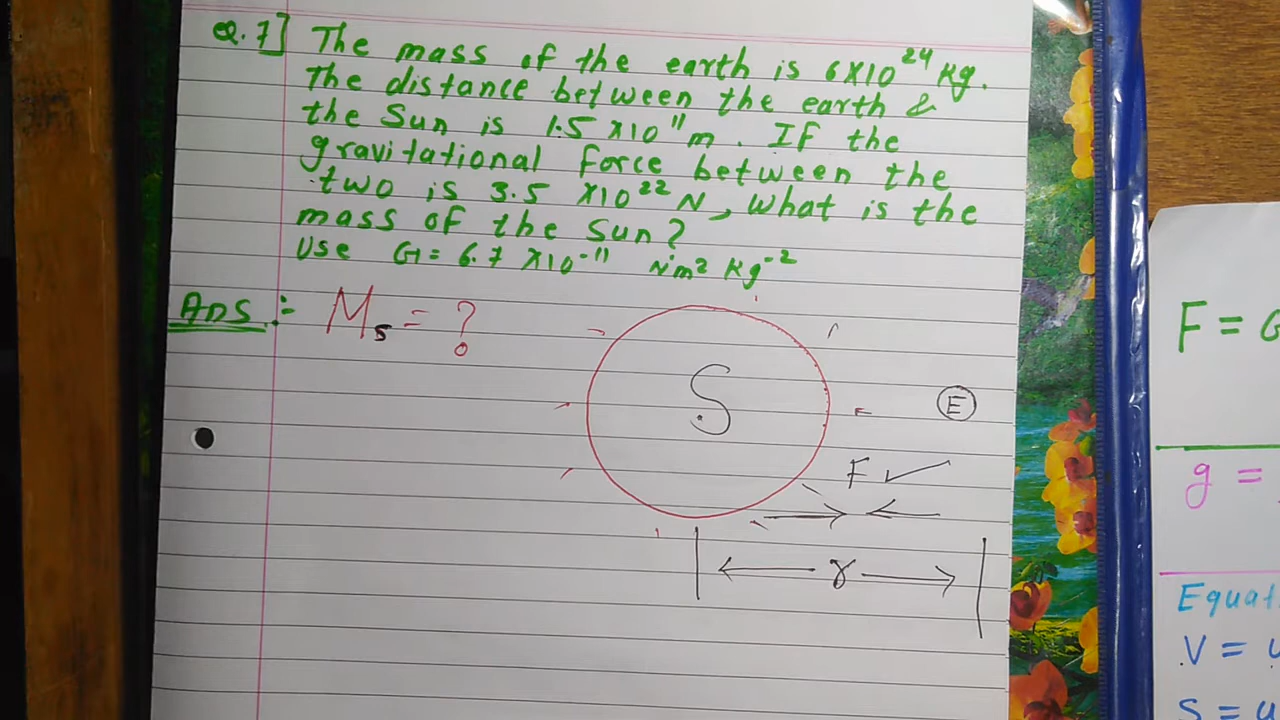 Q.7] The mass of the earth is 6×10²⁴ Kg.
The distance between the earth &
the Sun is 1.5 ×10¹¹m. If the
gravitational force between the
two is 3.5 ×10²²N, what is the
mass of the Sun?
Use G = 6.7 ×10⁻¹¹ Nm² Kg⁻²
Ans :- Mₛ = ?
S
E
F ✓
r
F = G
g =
Equat
V = u
S = u